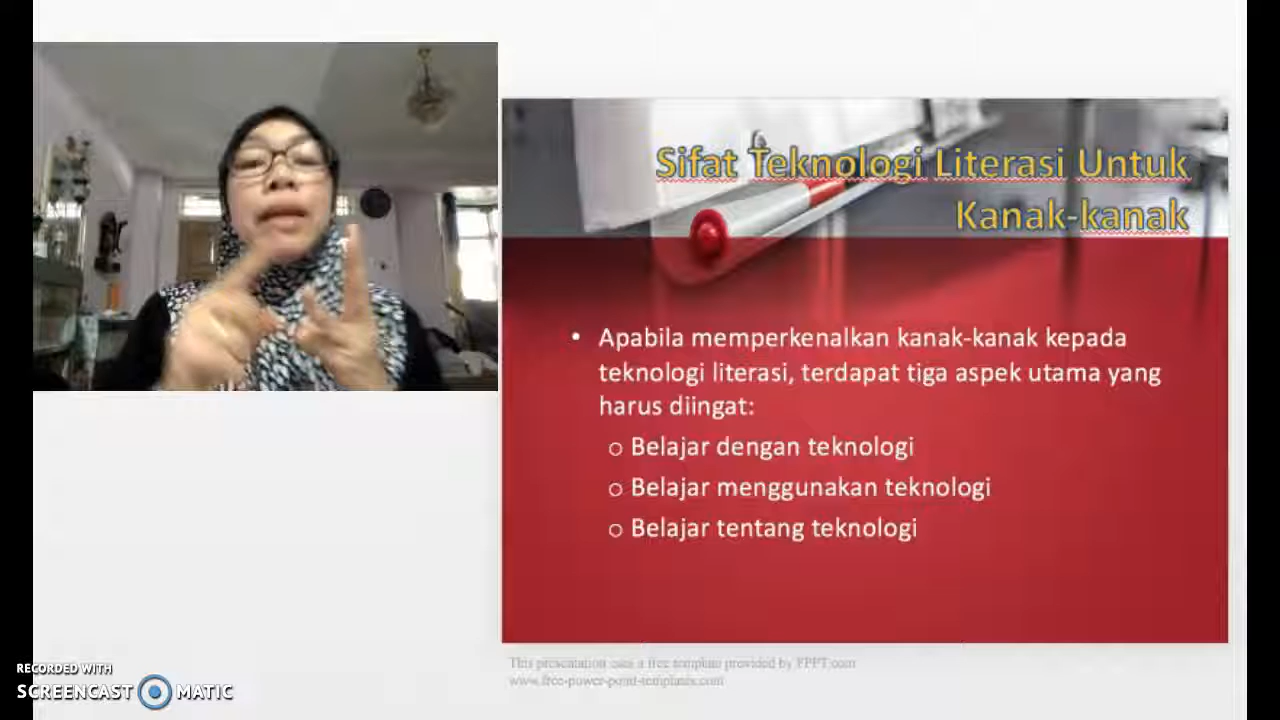 Sifat Teknologi Literasi Untuk
Kanak-kanak
• Apabila memperkenalkan kanak-kanak kepada
teknologi literasi, terdapat tiga aspek utama yang
harus diingat:
o Belajar dengan teknologi
o Belajar menggunakan teknologi
o Belajar tentang teknologi
This presentation uses a free template provided by FPPT.com
www.free-power-point-templates.com
RECORDED WITH
SCREENCAST MATIC